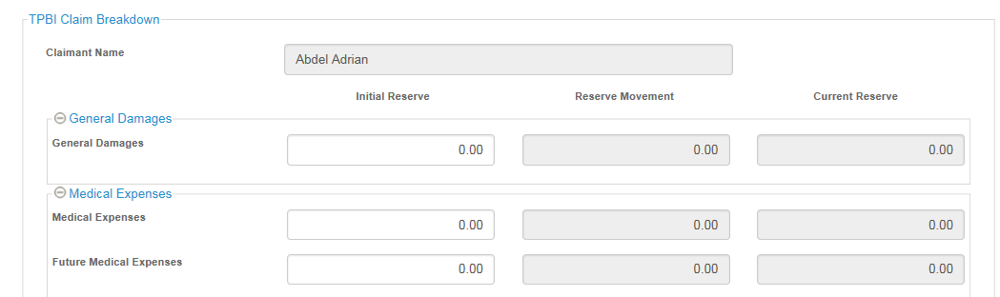 TPBI Claim Breakdown
Claimant Name Abdel Adrian
Initial Reserve Reserve Movement Current Reserve
General Damages
General Damages 0.00 0.00 0.00
Medical Expenses
Medical Expenses 0.00 0.00 0.00
Future Medical Expenses 0.00 0.00 0.00